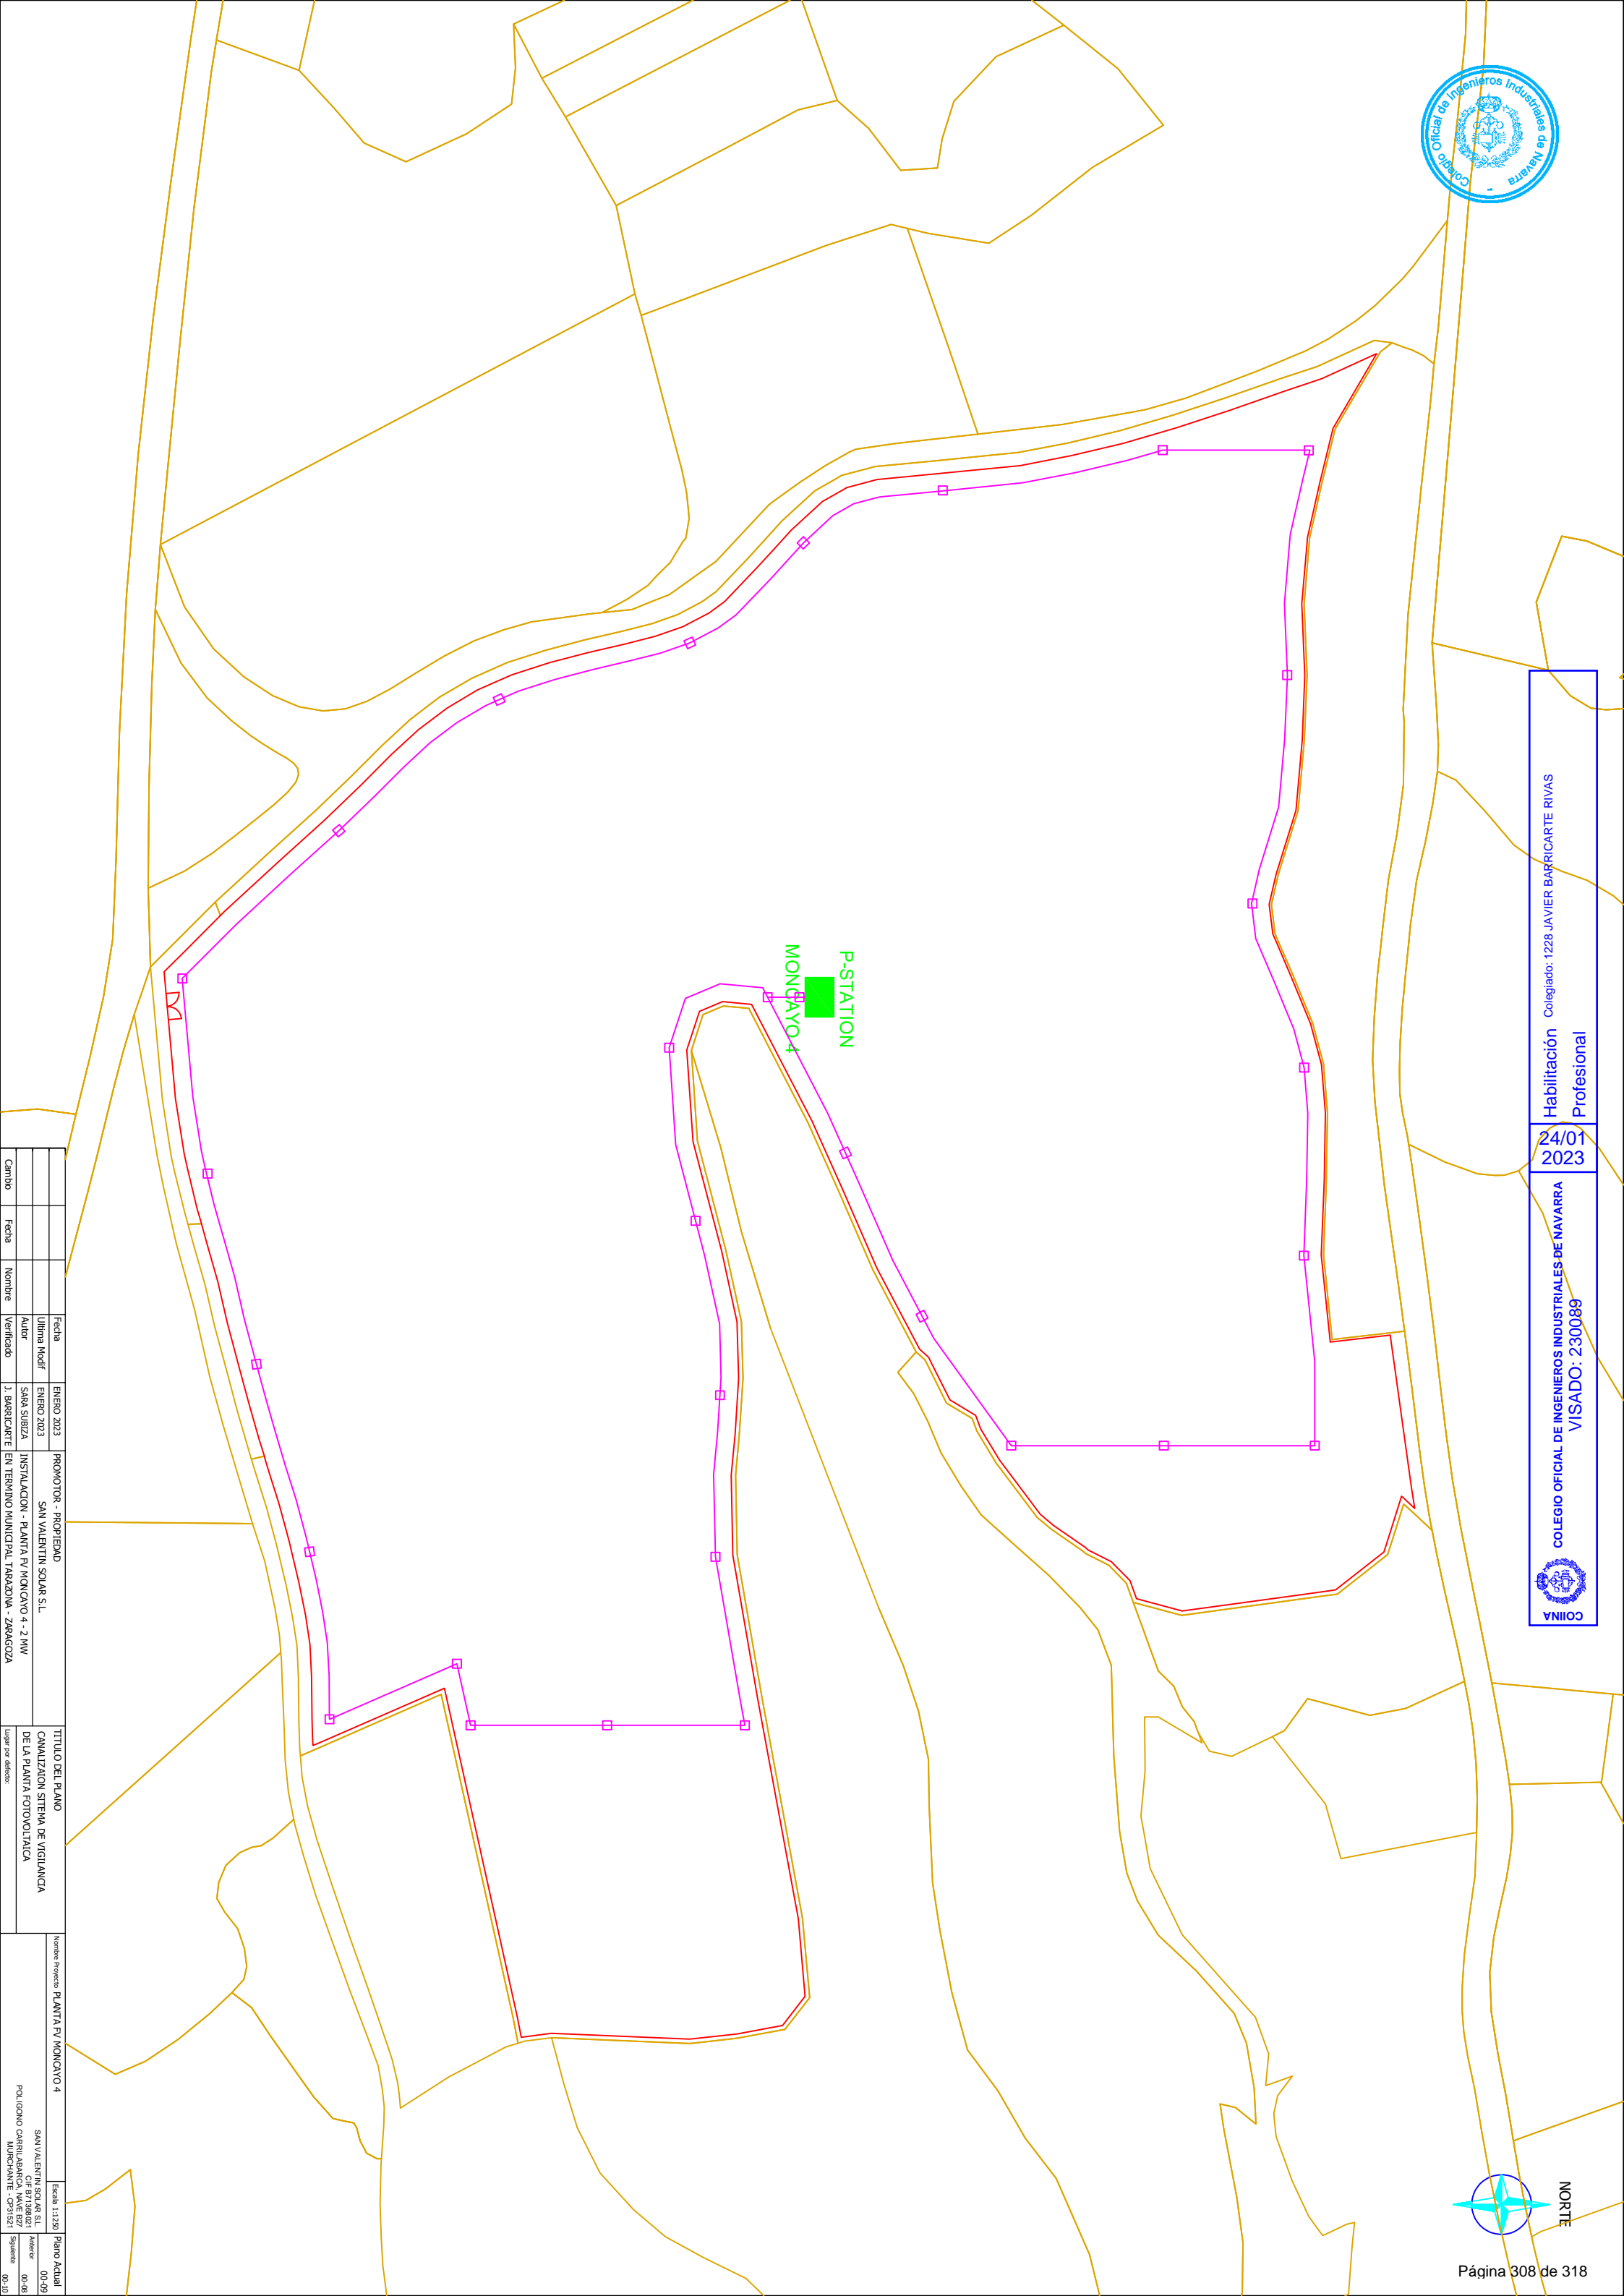 Colegio Oficial de Ingenieros Industriales de Navarra
Habilitación Colegiado: 1228 JAVIER BARRICARTE RIVAS
Profesional
24/01
2023
COLEGIO OFICIAL DE INGENIEROS INDUSTRIALES DE NAVARRA
VISADO: 230089
COIINA
P-STATION
MONCAYO 4
NORTE
Cambio
Fecha
Nombre
Fecha ENERO 2023
Ultima Modif ENERO 2023
Autor SARA SUBIZA
Verificado J. BARRICARTE
PROMOTOR - PROPIEDAD
SAN VALENTIN SOLAR S.L.
INSTALACION - PLANTA FV MONCAYO 4 - 2 MW
EN TERMINO MUNICIPAL TARAZONA - ZARAGOZA
TITULO DEL PLANO
CANALIZAION SITEMA DE VIGILANCIA
DE LA PLANTA FOTOVOLTAICA
Lugar por defecto:
Nombre Proyecto PLANTA FV MONCAYO 4
Escala 1:1250
SAN VALENTIN SOLAR S.L.
POLIGONO CARRILABARCA, NAVE B27
MURCHANTE - CP31521
Plano Actual
00-09
Anterior
00-08
Siguiente
00-10
Página 308 de 318